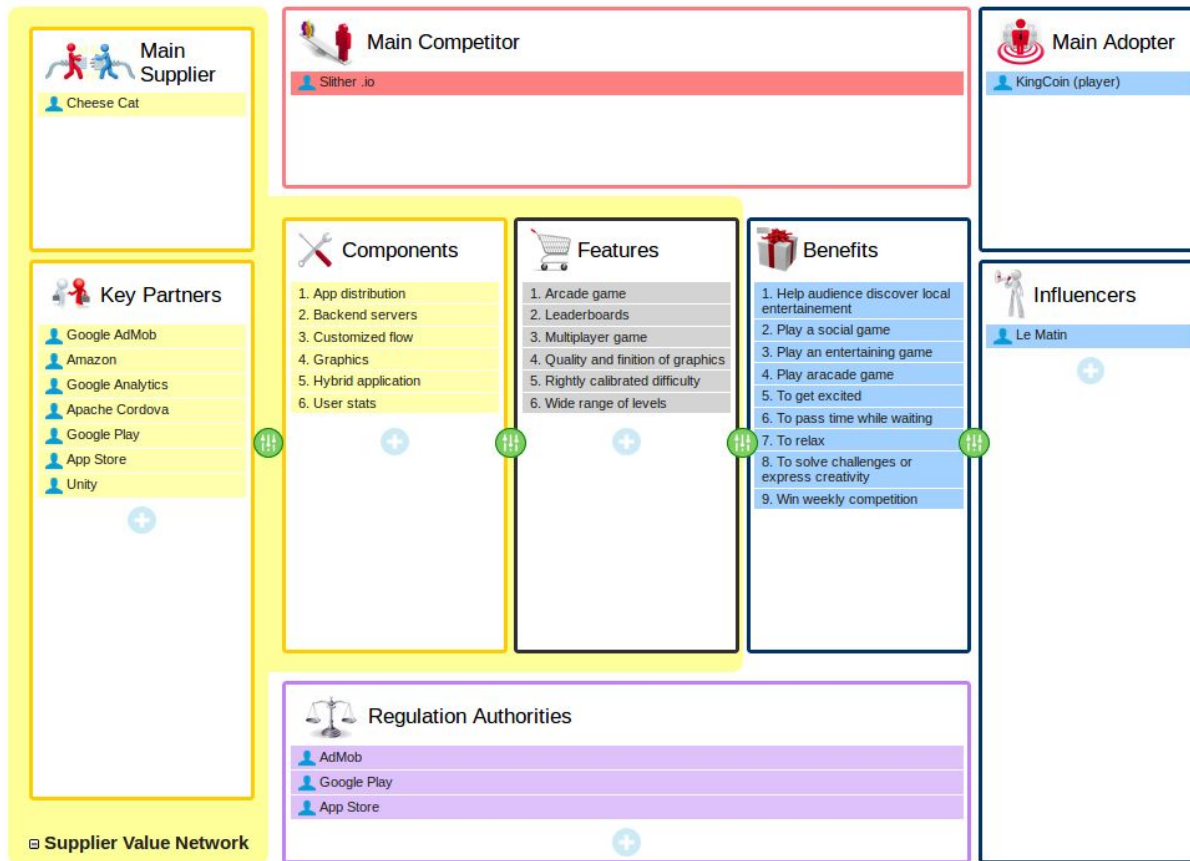 Main
Supplier
Cheese Cat
Main Competitor
Slither .io
Main Adopter
KingCoin (player)
Key Partners
Google AdMob
Amazon
Google Analytics
Apache Cordova
Google Play
App Store
Unity
Components
1. App distribution
2. Backend servers
3. Customized flow
4. Graphics
5. Hybrid application
6. User stats
Features
1. Arcade game
2. Leaderboards
3. Multiplayer game
4. Quality and finition of graphics
5. Rightly calibrated difficulty
6. Wide range of levels
Benefits
1. Help audience discover local
entertainement
2. Play a social game
3. Play an entertaining game
4. Play aracade game
5. To get excited
6. To pass time while waiting
7. To relax
8. To solve challenges or
express creativity
9. Win weekly competition
Influencers
Le Matin
Regulation Authorities
AdMob
Google Play
App Store
Supplier Value Network